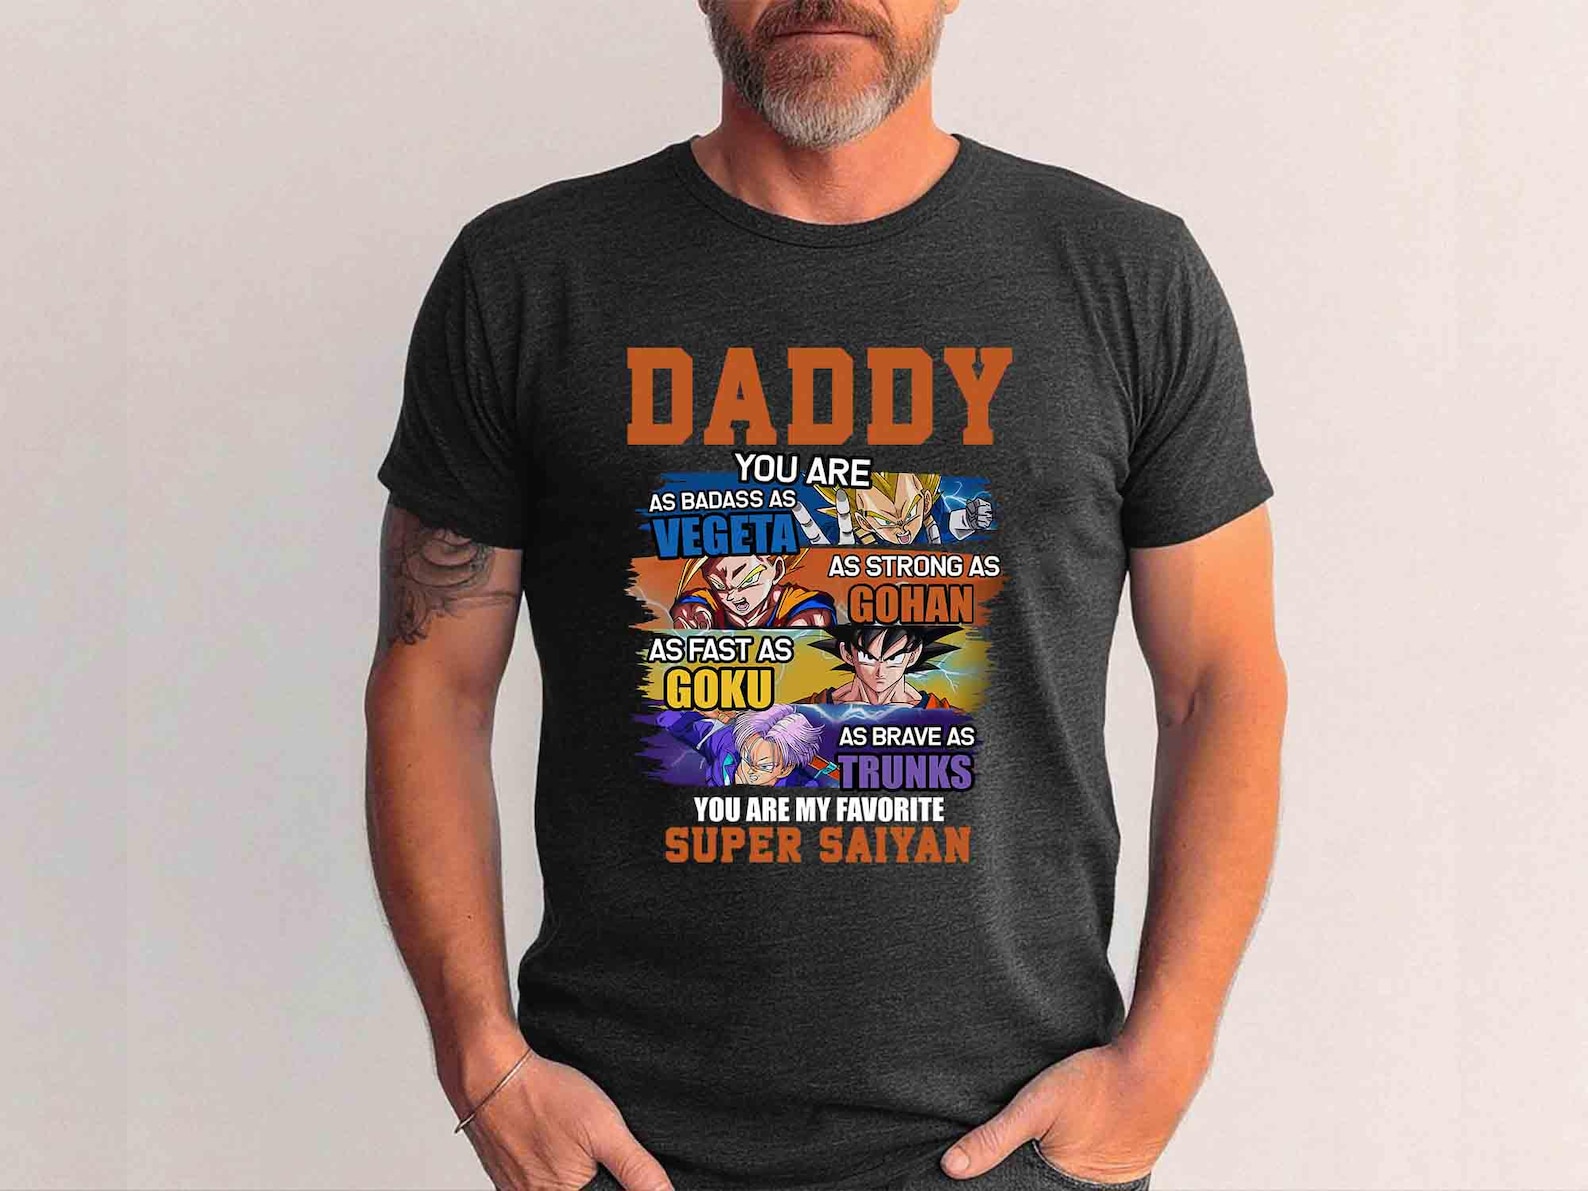 DADDY
YOU ARE
AS BADASS AS
VEGETA
AS STRONG AS
GOHAN
AS FAST AS
GOKU
AS BRAVE AS
TRUNKS
YOU ARE MY FAVORITE
SUPER SAIYAN